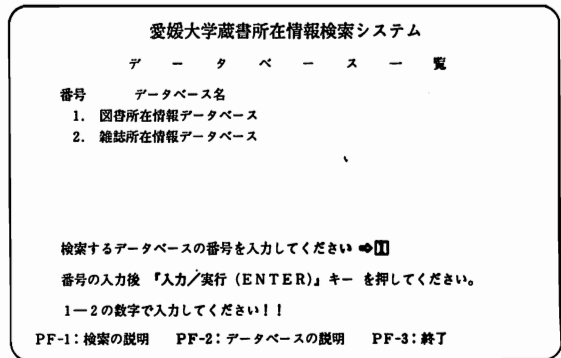 愛媛大学蔵書所在情報検索システム
データベース一覧
番号 データベース名
1. 図書所在情報データベース
2. 雑誌所在情報データベース
検索するデータベースの番号を入力してください ➪1
番号の入力後 『入力/実行(ENTER)』キー を押してください。
1―2の数字で入力してください!!
PF-1:検索の説明 PF-2:データベースの説明 PF-3:終了